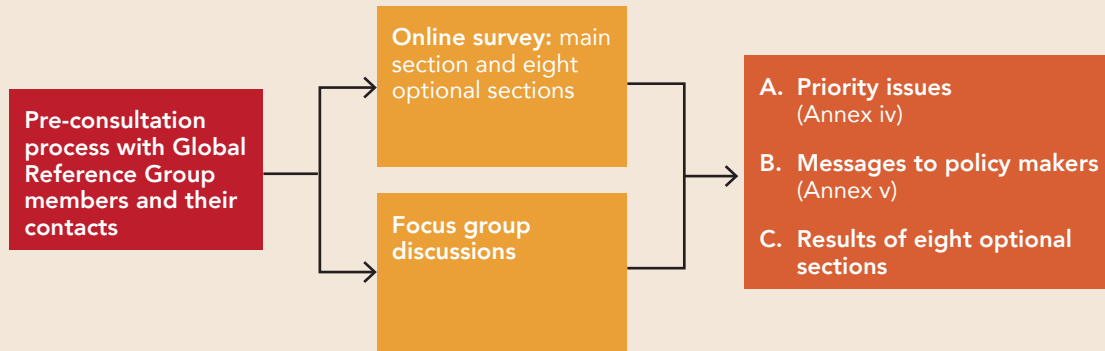 Pre-consultation
process with Global
Reference Group
members and their
contacts
Online survey: main
section and eight
optional sections
Focus group
discussions
A. Priority issues
(Annex iv)
B. Messages to policy makers
(Annex v)
C. Results of eight optional
sections